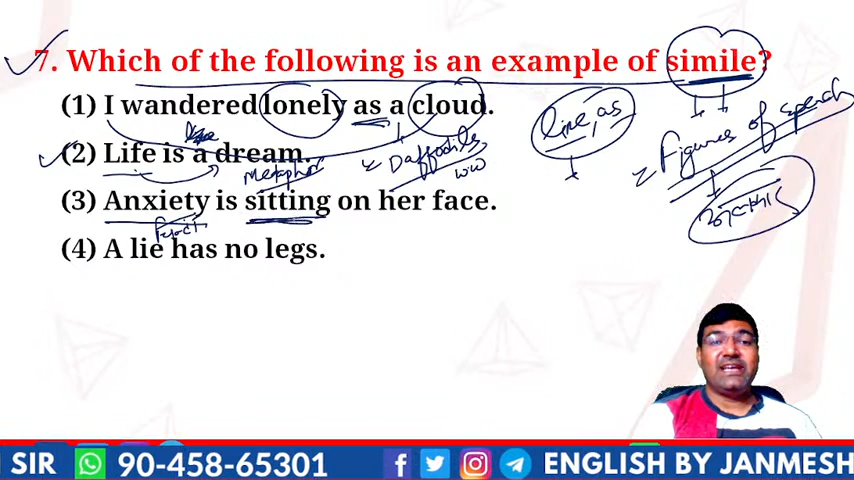 7. Which of the following is an example of simile?
(1) I wandered lonely as a cloud.
like, as
Figures of speech
(2) Life is a dream.
Metaphor
Daffodils
WW
(3) Anxiety is sitting on her face.
अलंकार
(4) A lie has no legs.
SIR 90-458-65301 ENGLISH BY JANMESH